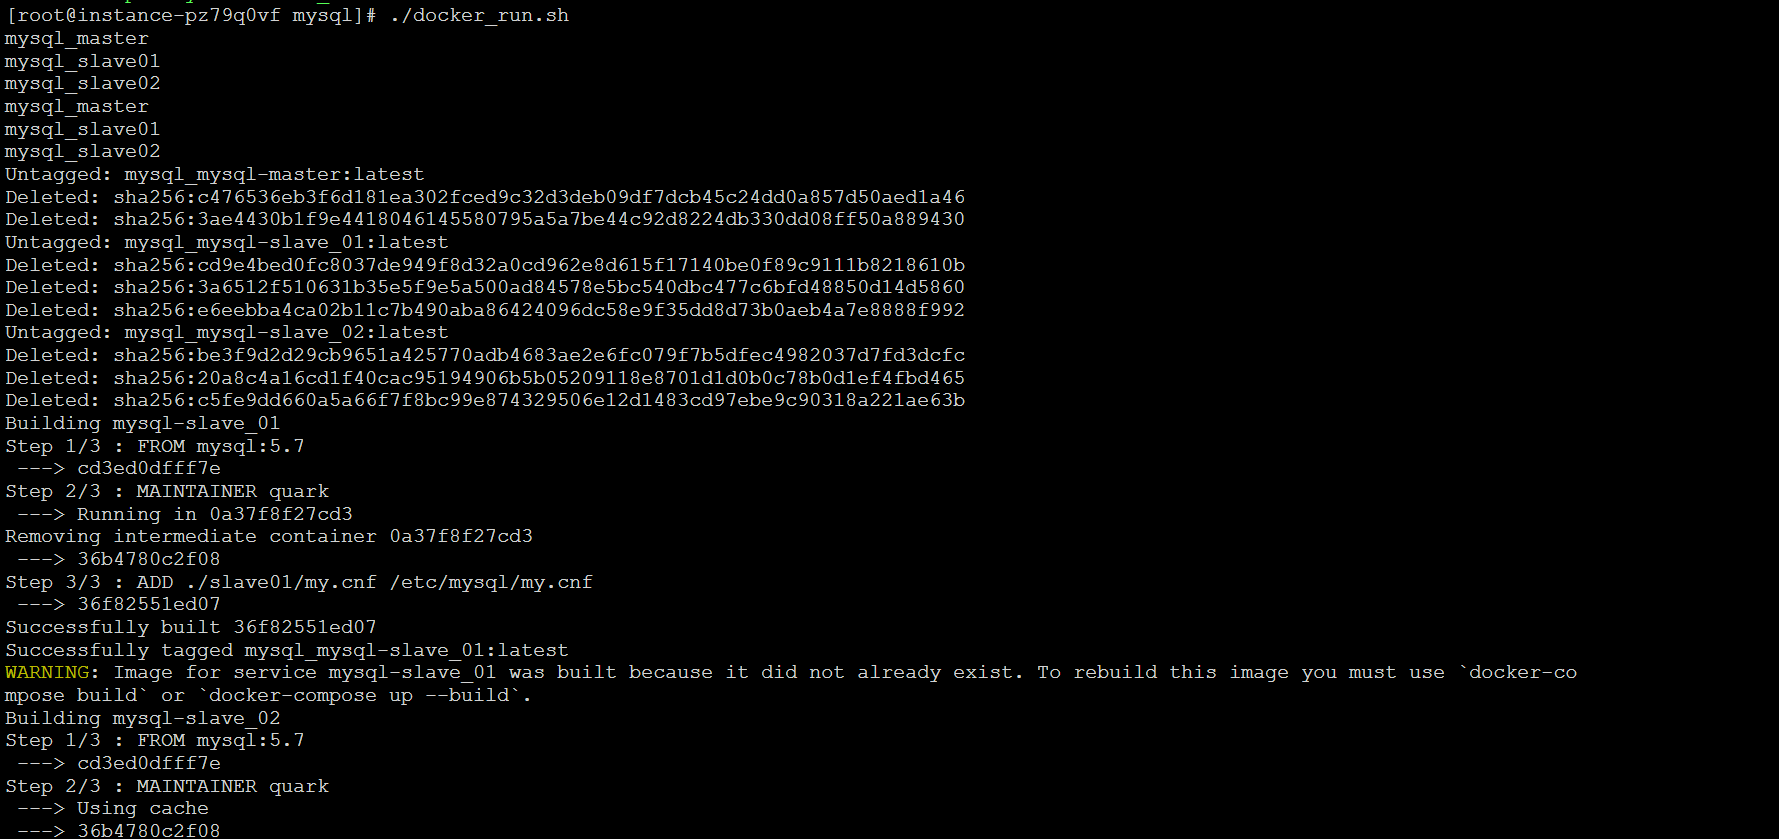 [root@instance-pz79q0vf mysql]# ./docker_run.sh
mysql_master
mysql_slave01
mysql_slave02
mysql_master
mysql_slave01
mysql_slave02
Untagged: mysql_mysql-master:latest
Deleted: sha256:c476536eb3f6d181ea302fced9c32d3deb09df7dcb45c24dd0a857d50aed1a46
Deleted: sha256:3ae4430b1f9e4418046145580795a5a7be44c92d8224db330dd08ff50a889430
Untagged: mysql_mysql-slave_01:latest
Deleted: sha256:cd9e4bed0fc8037de949f8d32a0cd962e8d615f17140be0f89c9111b8218610b
Deleted: sha256:3a6512f510631b35e5f9e5a500ad84578e5bc540dbc477c6bfd48850d14d5860
Deleted: sha256:e6eebba4ca02b11c7b490aba86424096dc58e9f35dd8d73b0aeb4a7e8888f992
Untagged: mysql_mysql-slave_02:latest
Deleted: sha256:be3f9d2d29cb9651a425770adb4683ae2e6fc079f7b5dfec4982037d7fd3dcfc
Deleted: sha256:20a8c4a16cd1f40cac95194906b5b05209118e8701d1d0b0c78b0d1ef4fbd465
Deleted: sha256:c5fe9dd660a5a66f7f8bc99e874329506e12d1483cd97ebe9c90318a221ae63b
Building mysql-slave_01
Step 1/3 : FROM mysql:5.7
 ---> cd3ed0dfff7e
Step 2/3 : MAINTAINER quark
 ---> Running in 0a37f8f27cd3
Removing intermediate container 0a37f8f27cd3
 ---> 36b4780c2f08
Step 3/3 : ADD ./slave01/my.cnf /etc/mysql/my.cnf
 ---> 36f82551ed07
Successfully built 36f82551ed07
Successfully tagged mysql_mysql-slave_01:latest
WARNING: Image for service mysql-slave_01 was built because it did not already exist. To rebuild this image you must use `docker-co
mpose build` or `docker-compose up --build`.
Building mysql-slave_02
Step 1/3 : FROM mysql:5.7
 ---> cd3ed0dfff7e
Step 2/3 : MAINTAINER quark
 ---> Using cache
 ---> 36b4780c2f08